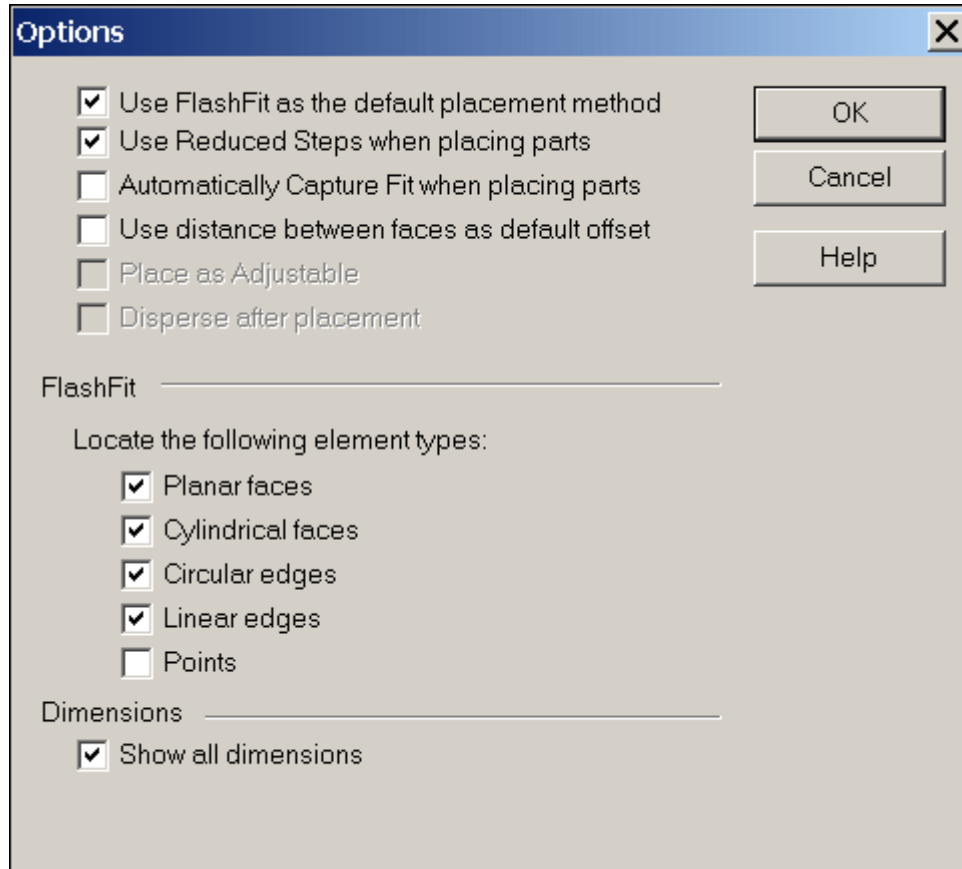 Options
Use FlashFit as the default placement method
OK
Use Reduced Steps when placing parts
Automatically Capture Fit when placing parts
Cancel
Use distance between faces as default offset
Help
Place as Adjustable
Disperse after placement
FlashFit
Locate the following element types:
Planar faces
Cylindrical faces
Circular edges
Linear edges
Points
Dimensions
Show all dimensions